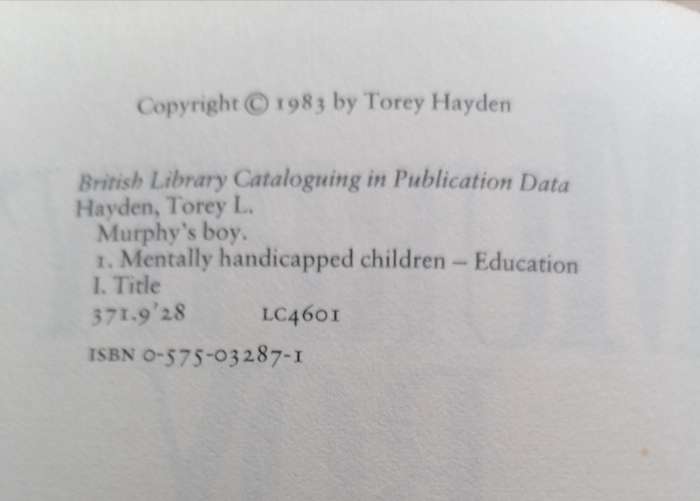 Copyright © 1983 by Torey Hayden
British Library Cataloguing in Publication Data
Hayden, Torey L.
Murphy's boy.
1. Mentally handicapped children – Education
I. Title
371.9'28 LC4601
ISBN 0-575-03287-1